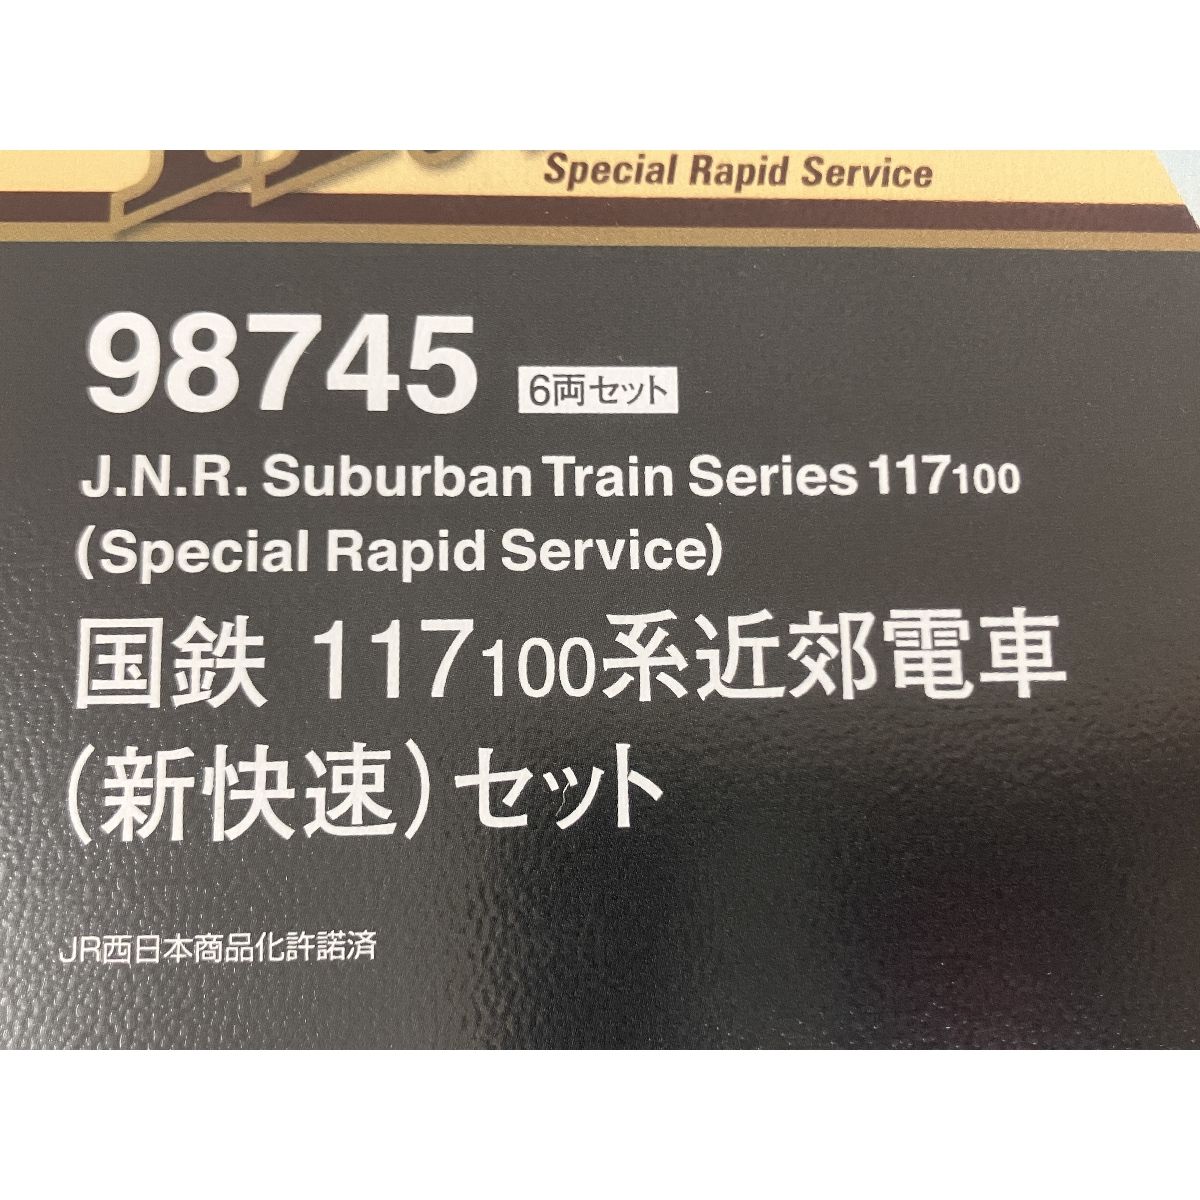 Special Rapid Service
98745 6両セット
J.N.R. Suburban Train Series 117100
(Special Rapid Service)
国鉄 117100系近郊電車
(新快速)セット
JR西日本商品化許諾済